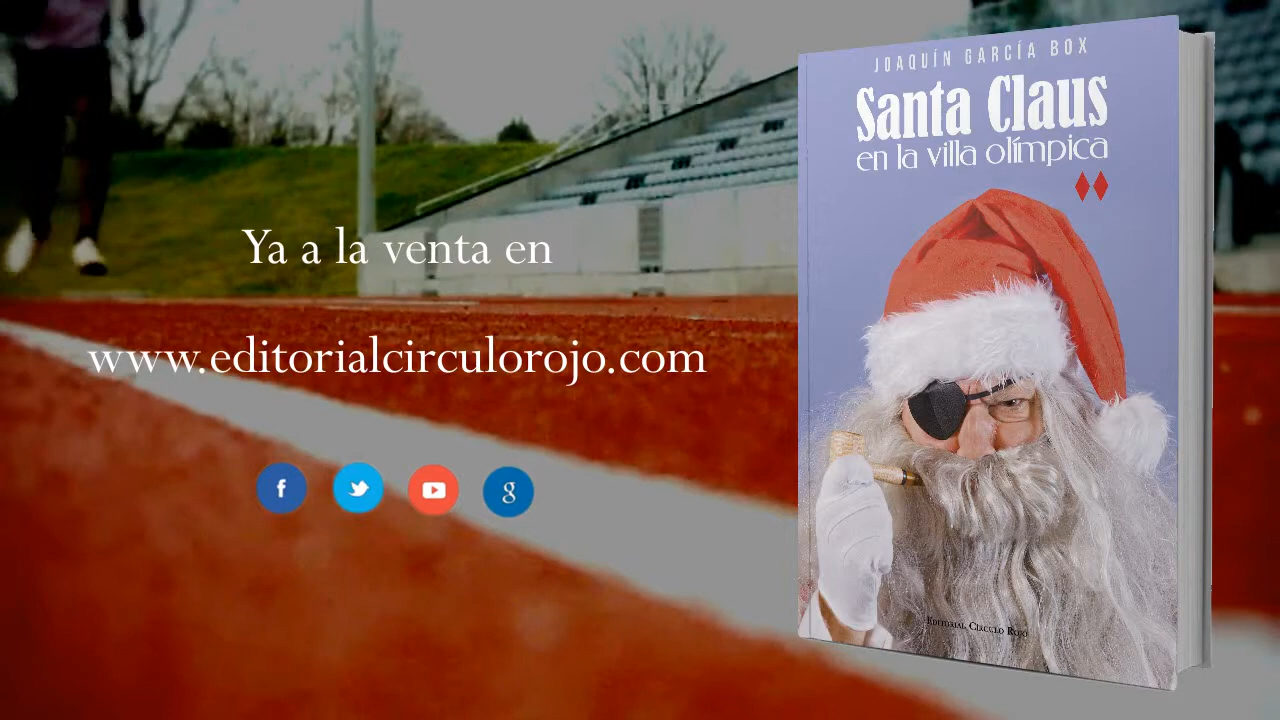 Ya a la venta en
www.editorialcirculorojo.com
f
g
JOAQUÍN GARCÍA BOX
Santa Claus
en la villa olímpica
EDITORIAL CÍRCULO ROJO